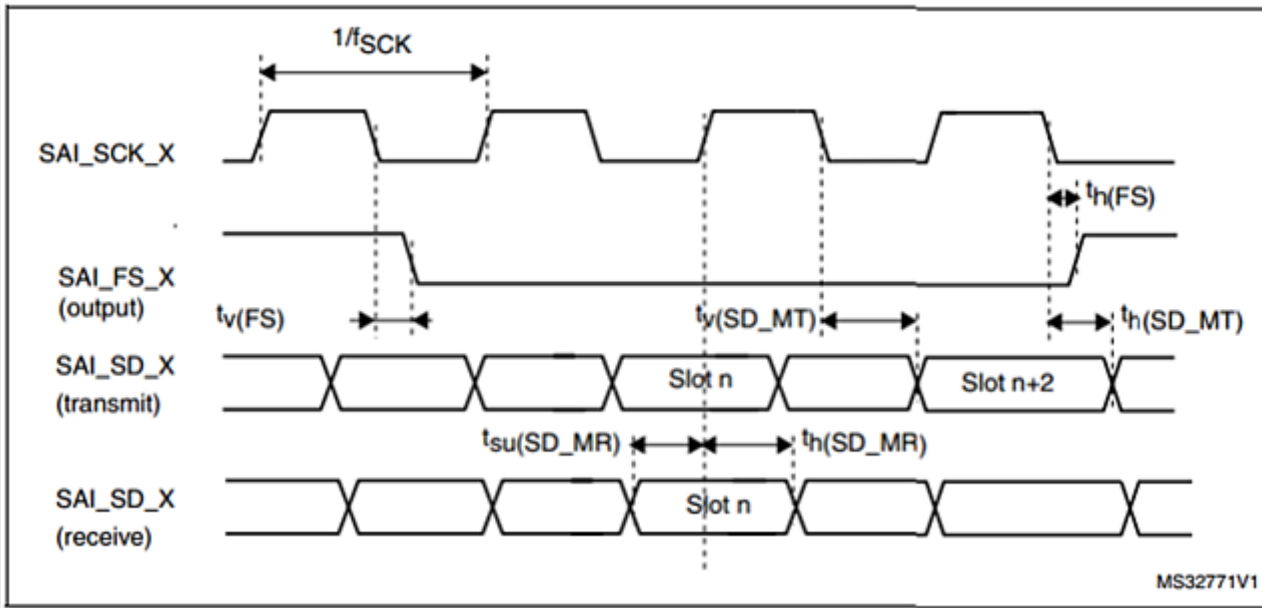 1/fSCK
SAI_SCK_X
th(FS)
SAI_FS_X
(output)
tv(FS)
tv(SD_MT)
th(SD_MT)
SAI_SD_X
(transmit)
Slot n
Slot n+2
tsu(SD_MR)
th(SD_MR)
SAI_SD_X
(receive)
Slot n
MS32771V1